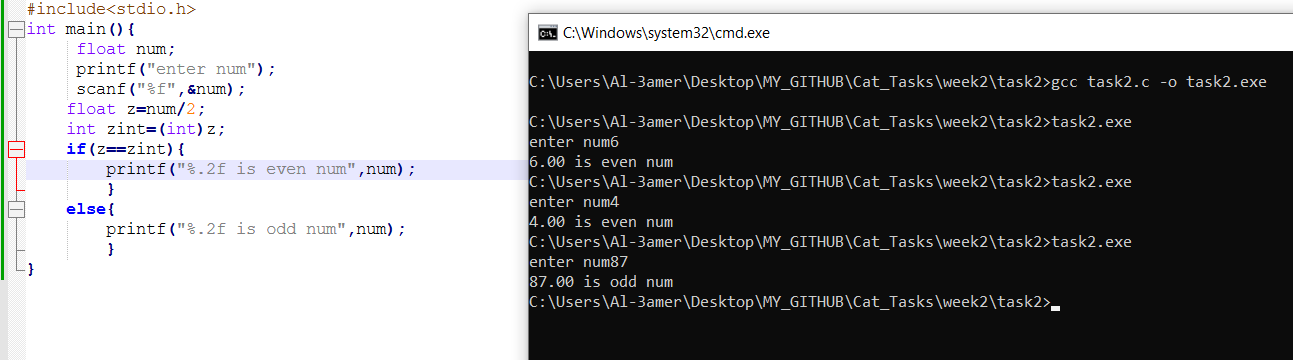 #include<stdio.h>
int main(){
float num;
printf("enter num");
scanf("%f",&num);
float z=num/2;
int zint=(int)z;
if(z==zint){
printf("%.2f is even num",num);
}
else{
printf("%.2f is odd num",num);
}
}
C:\Windows\system32\cmd.exe
C:\Users\Al-3amer\Desktop\MY_GITHUB\Cat_Tasks\week2\task2>gcc task2.c -o task2.exe
C:\Users\Al-3amer\Desktop\MY_GITHUB\Cat_Tasks\week2\task2>task2.exe
enter num6
6.00 is even num
C:\Users\Al-3amer\Desktop\MY_GITHUB\Cat_Tasks\week2\task2>task2.exe
enter num4
4.00 is even num
C:\Users\Al-3amer\Desktop\MY_GITHUB\Cat_Tasks\week2\task2>task2.exe
enter num87
87.00 is odd num
C:\Users\Al-3amer\Desktop\MY_GITHUB\Cat_Tasks\week2\task2>